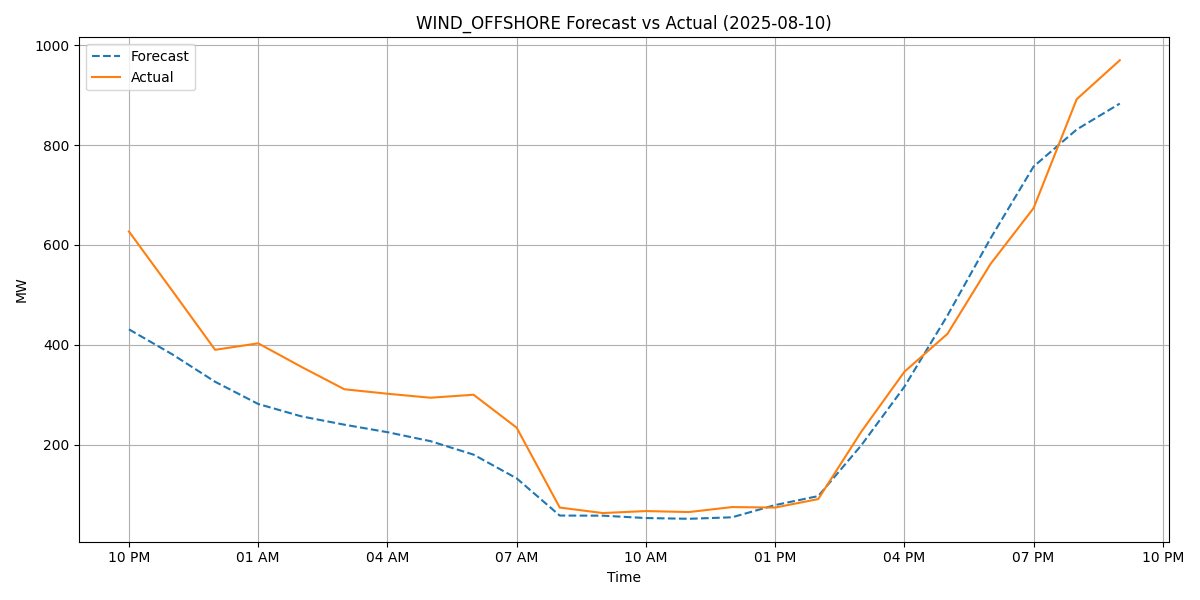 WIND_OFFSHORE Forecast vs Actual (2025-08-10)
Forecast
Actual
1000
800
600
400
200
MW
10 PM 01 AM 04 AM 07 AM 10 AM 01 PM 04 PM 07 PM 10 PM
Time